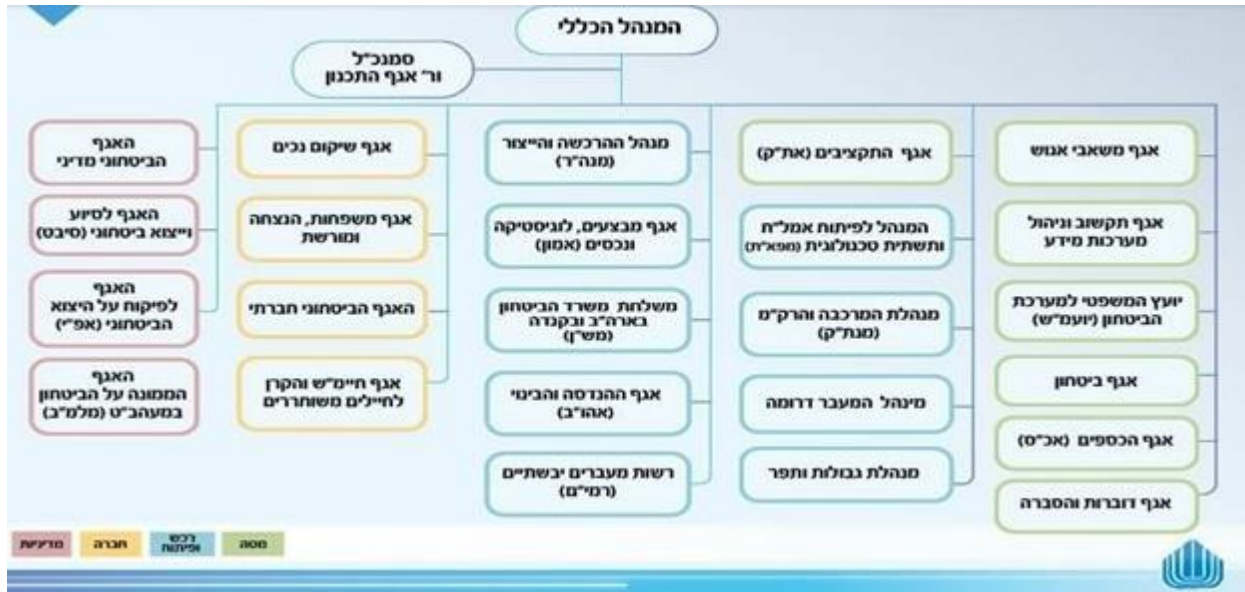 המנהל הכללי
סמנכ"ל
ור' אגף התכנון
אגף משאבי אנוש
אגף תקשוב וניהול
מערכות מידע
יועץ המשפטי למערכת
הביטחון (יועמ"ש)
אגף ביטחון
אגף הכספים (אכ"ס)
אגף דוברות והסברה
אגף התקציבים (את"ק)
המנהל לפיתוח אמל"ח
ותשתית טכנולוגית (מפא"ת)
מנהלת המרכבה והרק"מ
(מנת"ק)
מינהל המעבר דרומה
מנהלת גבולות ותפר
מנהל ההרכשה והייצור
(מנה"ר)
אגף מבצעים, לוגיסטיקה
ונכסים (אמון)
משלחת משרד הביטחון
בארה"ב ובקנדה
(מש"ן)
אגף ההנדסה והבינוי
(אהו"ב)
רשות מעברים יבשתיים
(רמי"ם)
אגף שיקום נכים
אגף משפחות, הנצחה
ומורשת
האגף הביטחוני חברתי
אגף חיימ"ש והקרן
לחיילים משוחררים
האגף
הביטחוני מדיני
האגף לסיוע
וייצוא ביטחוני (סיבט)
האגף
לפיקוח על היצוא
הביטחוני (אפ"י)
האגף
הממונה על הביטחון
במעהב"ט (מלמ"ב)
מטה
רכש
ופיתוח
חברה
מדיניות